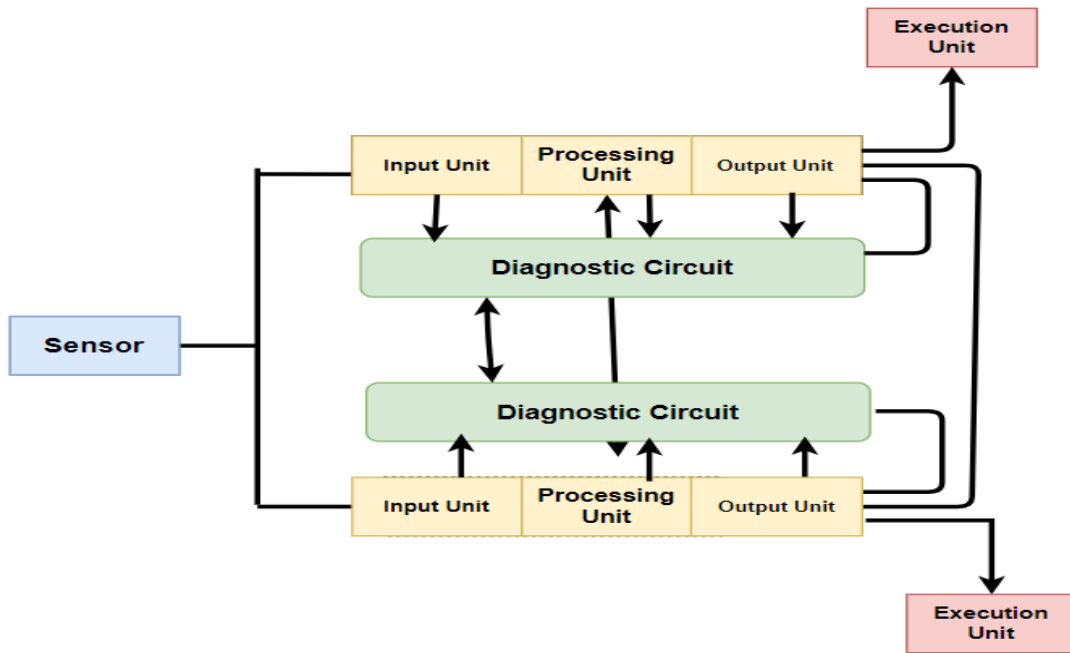 Execution
Unit
Input Unit
Processing
Unit
Output Unit
Diagnostic Circuit
Sensor
Diagnostic Circuit
Input Unit
Processing
Unit
Output Unit
Execution
Unit